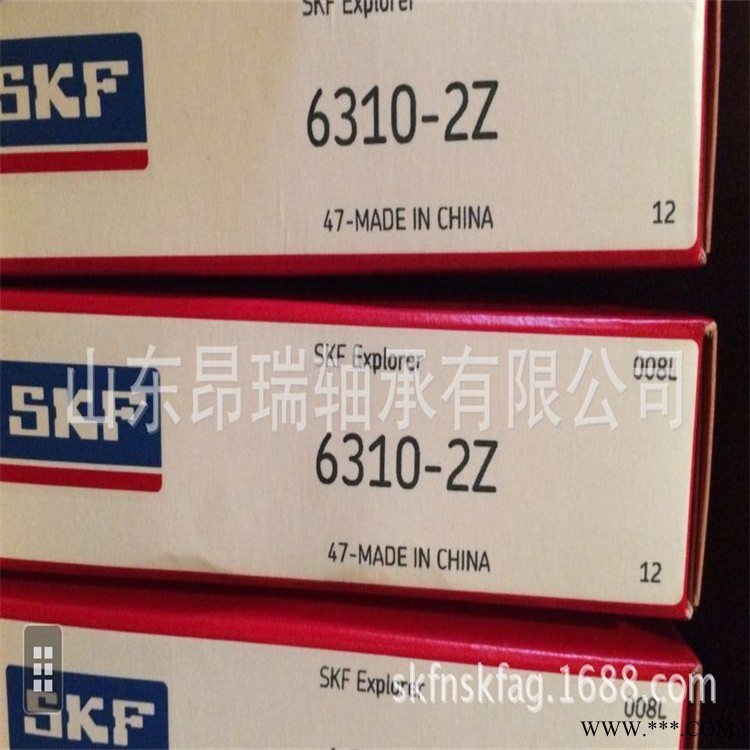 SKF Explorer
SKF
6310-2Z
47-MADE IN CHINA
12
SKF Explorer
008L
山东昂瑞轴承有限公司
SKF
6310-2Z
47-MADE IN CHINA
12
SKF Explorer
skfnskfag.1688.com
008L
SKF
WWW.***.COM